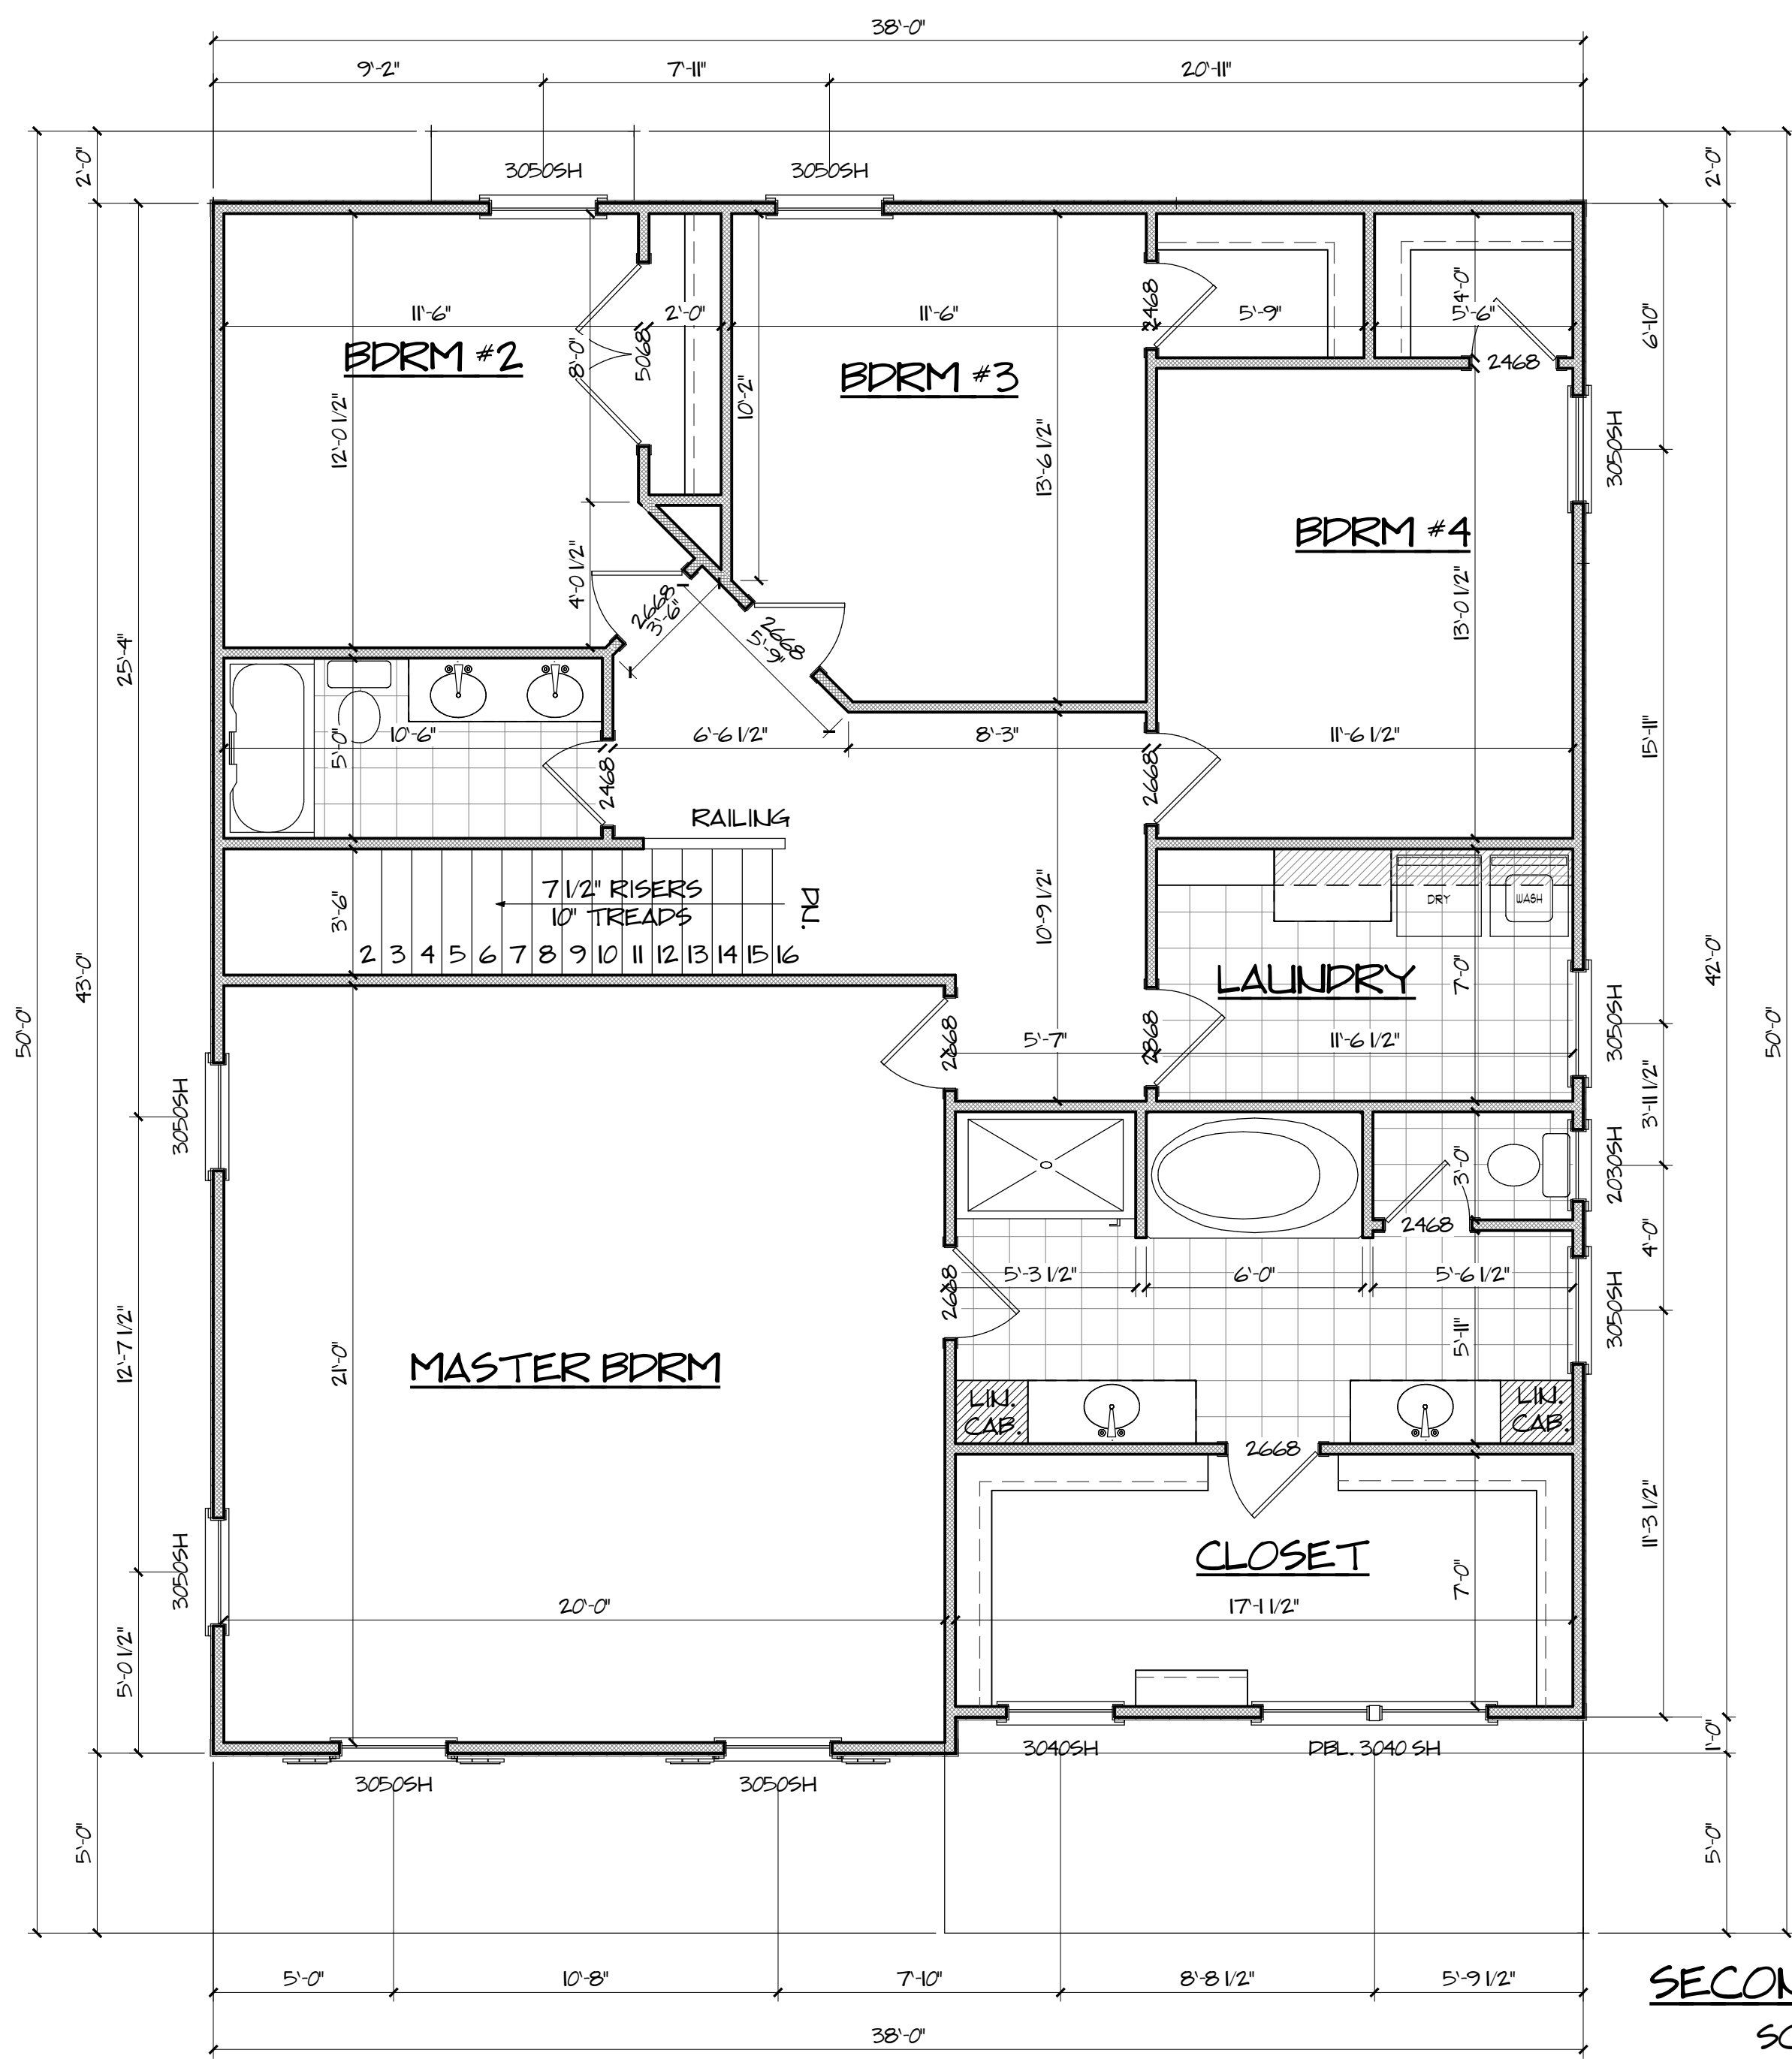 38'-0"
9'-2" 7'-11" 20'-11"
2'-0" 2'-0"
3050SH 3050SH
11'-6" 2'-0" 11'-6" 5'-9" 5'-6"
2468 4'-0" 6'-10"
BDRM #2
8'-0" 5068
BDRM #3
2468
12'-0 1/2" 10'-2" 13'-6 1/2"
3050SH
BDRM #4
4'-0 1/2" 2668 3'-6"
2668 5'-9"
13'-0 1/2"
25'-4"
5'-0" 10'-6" 6'-6 1/2" 8'-3" 11'-6 1/2" 15'-11"
2468 2668
RAILING
7 1/2" RISERS
10" TREADS
DN.
3'-6"
2 3 4 5 6 7 8 9 10 11 12 13 14 15 16
10'-9 1/2"
DRY WASH
LAUNDRY
7'-0"
43'-0" 42'-0"
50'-0" 50'-0"
2668 5'-7" 2868 11'-6 1/2" 3050SH
3050SH 3'-11 1/2"
3'-0" 2030SH
2468
4'-0"
2668 5'-3 1/2" 6'-0" 5'-6 1/2" 3050SH
12'-7 1/2" 21'-0" 5'-11"
MASTER BDRM
LIN.
CAB.
LIN.
CAB.
2668
11'-3 1/2"
CLOSET
3050SH 7'-0"
20'-0" 17'-1 1/2"
5'-0 1/2"
1'-0"
3040SH DBL. 3040 SH
3050SH 3050SH
5'-0" 5'-0"
5'-0" 10'-8" 7'-10" 8'-8 1/2" 5'-9 1/2"
38'-0"